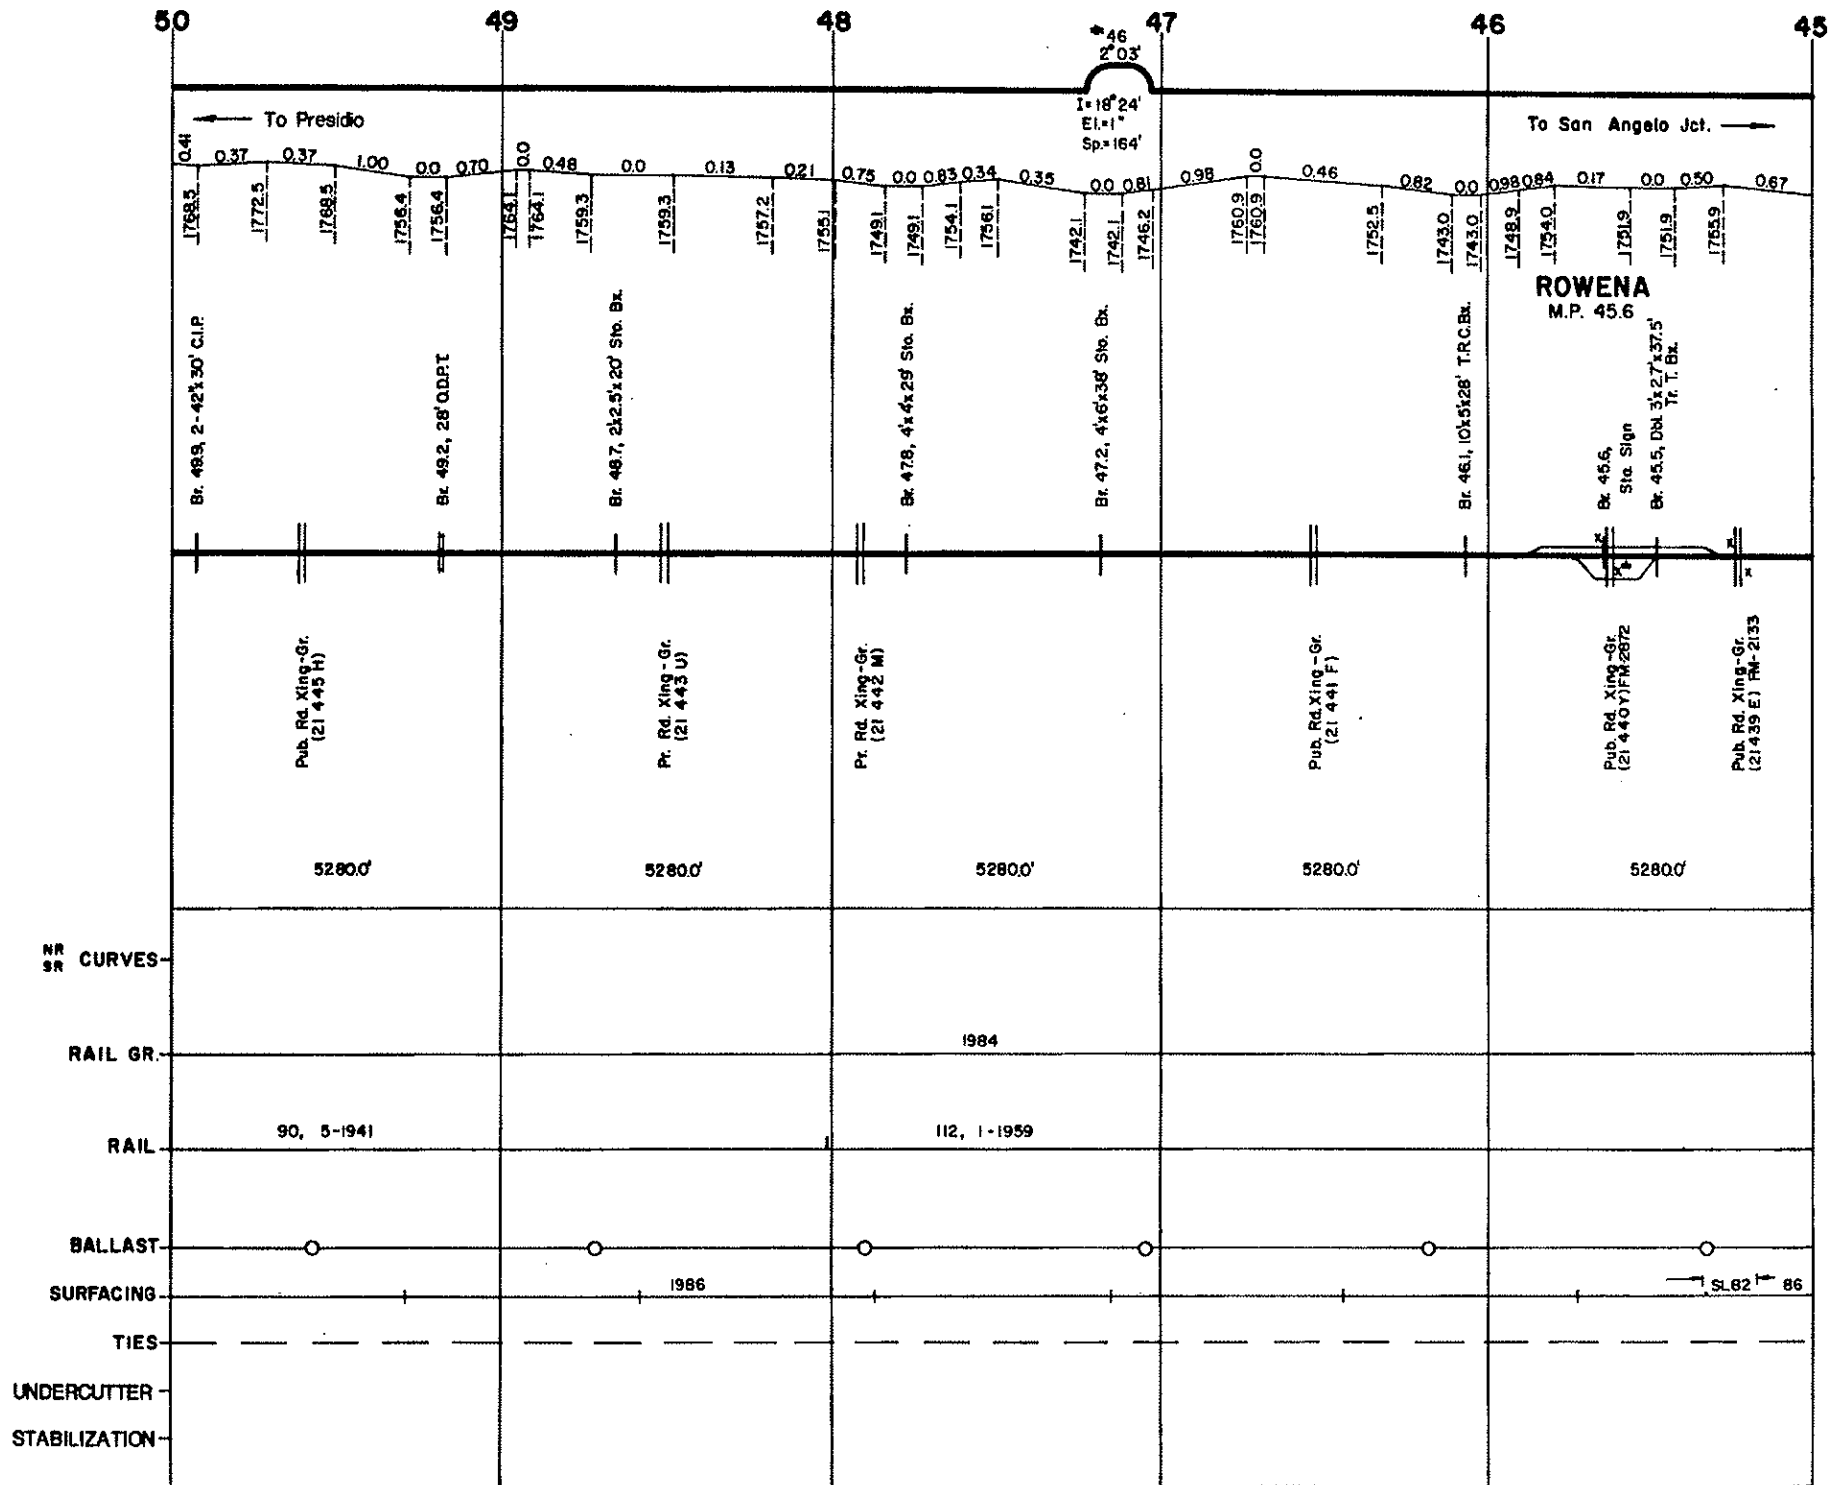 50 49 48 47 46 45
*46
2°03'
I=18°24'
El.=1"
Sp.=164'
To Presidio
To San Angelo Jct.
0.41 0.37 0.37 1.00 0.0 0.70 0.0 0.48 0.0 0.13 0.21 0.75 0.0 0.83 0.34 0.35 0.0 0.81 0.98 0.0 0.46 0.82 0.0 0.98 0.84 0.17 0.0 0.50 0.67
1768.5 1772.5 1768.5 1756.4 1756.4 1764.1 1764.1 1759.3 1759.3 1757.2 1755.1 1749.1 1749.1 1754.1 1756.1 1742.1 1742.1 1746.2 1760.9 1760.9 1752.5 1743.0 1743.0 1748.9 1754.0 1751.9 1751.9 1755.9
ROWENA
M.P. 45.6
Br. 49.9, 2-42"x30' C.I.P.
Br. 49.2, 28' O.D.P.T.
Br. 48.7, 2'x2.5'x20' Sto. Bx.
Br. 47.8, 4'x4'x29' Sto. Bx.
Br. 47.2, 4'x6'x38' Sto. Bx.
Br. 46.1, 10'x5'x28' T.R.C.Bx.
Br. 45.6,
Sta. Sign
Br. 45.5, Dbl. 3'x2.7'x37.5'
Tr. T. Bx.
x x x x
Pub. Rd. Xing-Gr.
(21 445 H)
Pr. Rd. Xing-Gr.
(21 443 U)
Pr. Rd. Xing-Gr.
(21 442 M)
Pub. Rd. Xing-Gr.
(21 441 F)
Pub. Rd. Xing-Gr.
(21 440 Y) FM-2872
Pub. Rd. Xing-Gr.
(21 439 E) FM-2133
5280.0' 5280.0' 5280.0' 5280.0' 5280.0'
NR
SR CURVES
RAIL GR. 1984
RAIL 90, 5-1941 112, 1-1959
BALLAST
SURFACING 1986 SL82 86
TIES
UNDERCUTTER
STABILIZATION